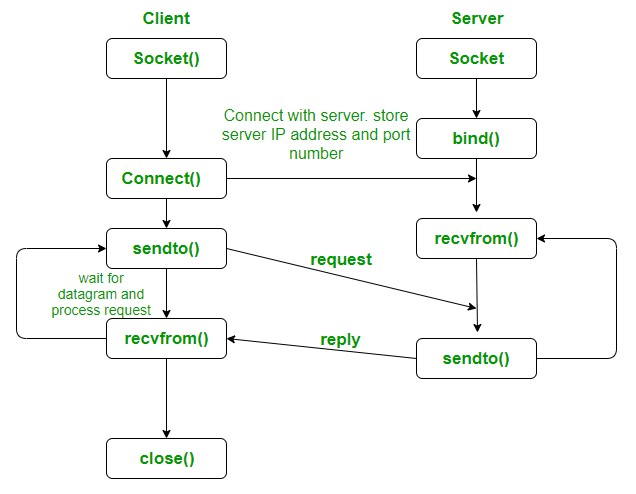 Client
Server
Socket()
Socket
Connect with server. store
server IP address and port
number
bind()
Connect()
sendto()
recvfrom()
request
wait for
datagram and
process request
recvfrom()
reply
sendto()
close()